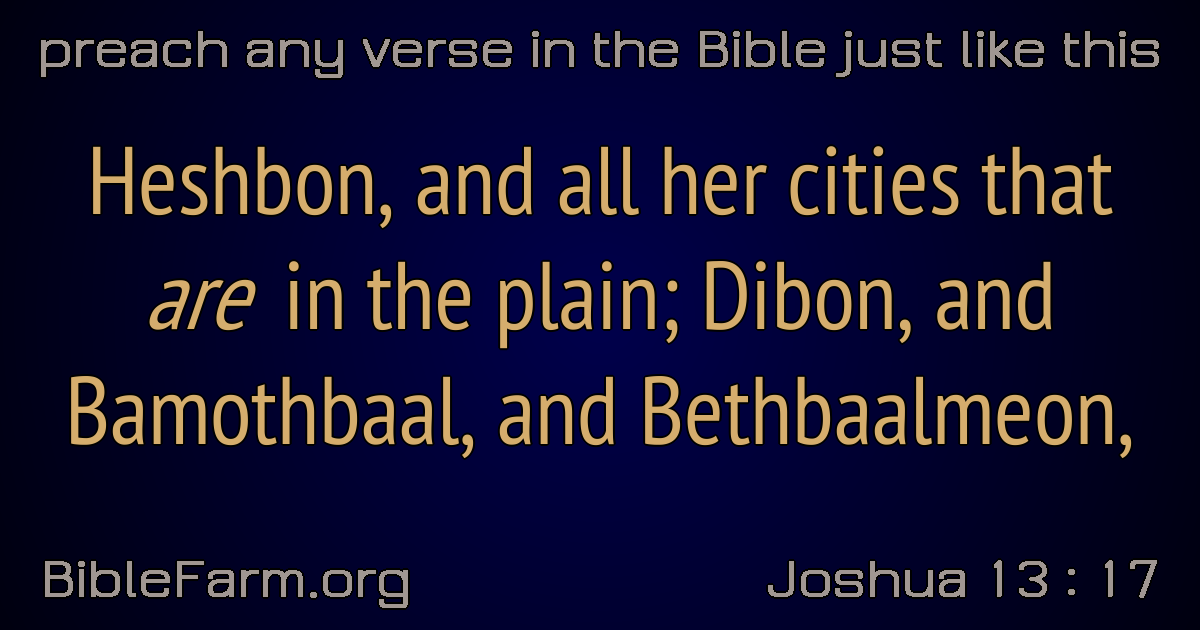 preach any verse in the Bible just like this
Heshbon, and all her cities that
are in the plain; Dibon, and
Bamothbaal, and Bethbaalmeon,
BibleFarm.org
Joshua 13 : 17